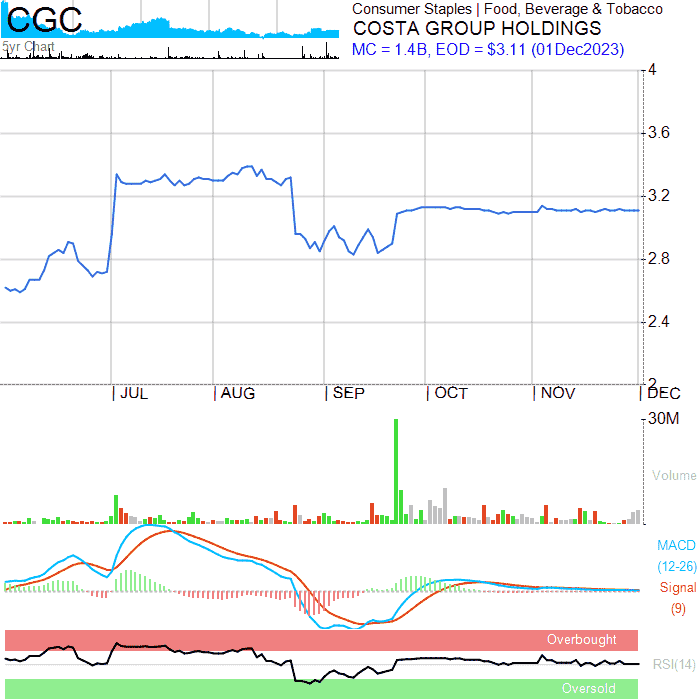 CGC
5yr Chart
Consumer Staples | Food, Beverage & Tobacco
COSTA GROUP HOLDINGS
MC = 1.4B, EOD = $3.11 (01Dec2023)
4
3.6
3.2
2.8
2.4
2
JUL AUG SEP OCT NOV DEC
30M
Volume
MACD
(12-26)
Signal
(9)
Overbought
RSI(14)
Oversold